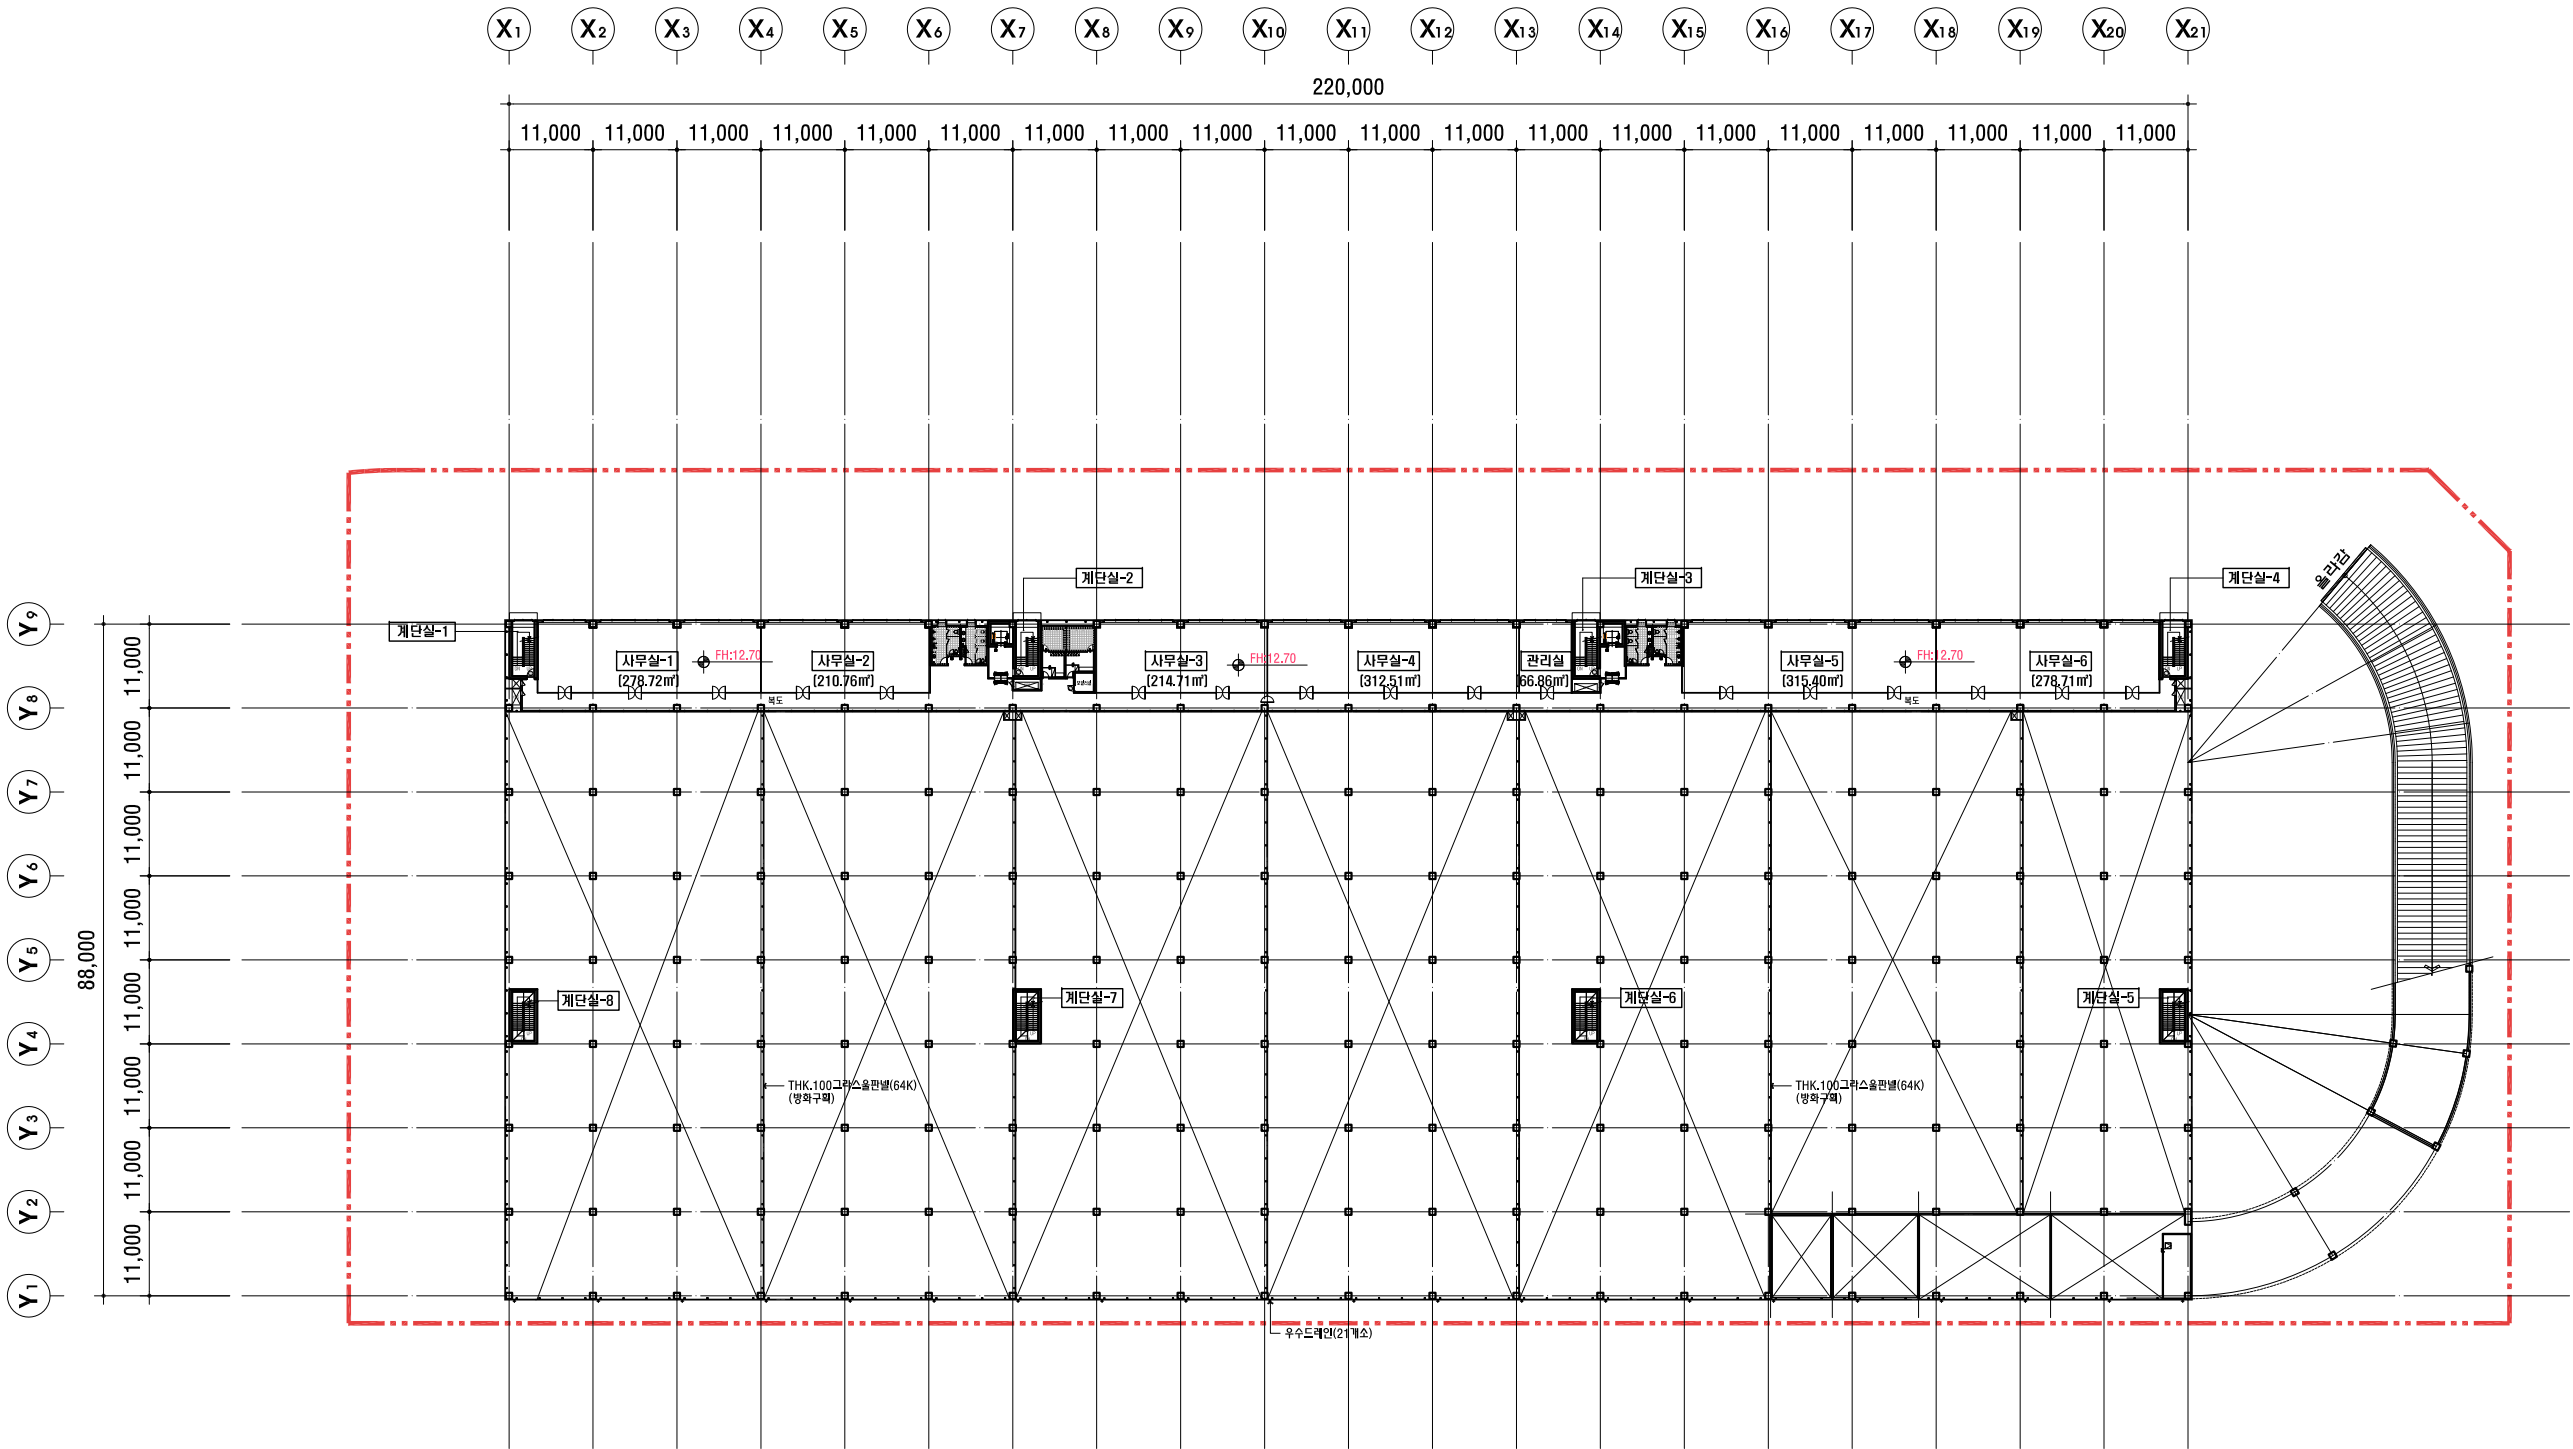 X1 X2 X3 X4 X5 X6 X7 X8 X9 X10 X11 X12 X13 X14 X15 X16 X17 X18 X19 X20 X21
220,000
11,000 11,000 11,000 11,000 11,000 11,000 11,000 11,000 11,000 11,000 11,000 11,000 11,000 11,000 11,000 11,000 11,000 11,000 11,000 11,000
올라감
계단실-2
계단실-3
계단실-4
계단실-1
Y9
Y8
Y7
Y6
Y5
Y4
Y3
Y2
Y1
88,000
11,000
11,000
11,000
11,000
11,000
11,000
11,000
11,000
사무실-1
(278.72㎡)
FH:12.70
사무실-2
(210.76㎡)
사무실-3
(214.71㎡)
FH:12.70
사무실-4
(312.51㎡)
관리실
(66.86㎡)
사무실-5
(315.40㎡)
FH:12.70
사무실-6
(278.71㎡)
복도
복도
계단실-8
계단실-7
계단실-6
계단실-5
THK.100그라스울판넬(64K)
(방화구획)
THK.100그라스울판넬(64K)
(방화구획)
우수드레인(21개소)